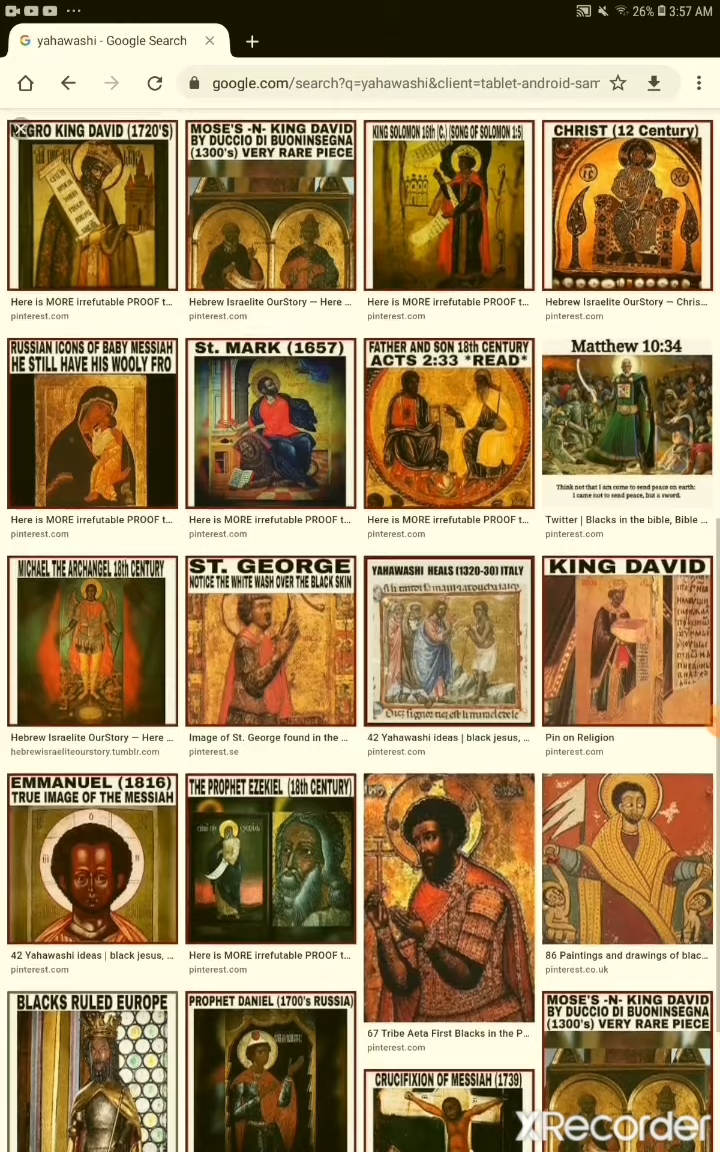 26% 3:57 AM
yahawashi - Google Search
google.com/search?q=yahawashi&client=tablet-android-sam
NEGRO KING DAVID (1720'S)
Here is MORE irrefutable PROOF t...
pinterest.com
MOSE'S -N- KING DAVID
BY DUCCIO DI BUONINSEGNA
(1300's) VERY RARE PIECE
Hebrew Israelite OurStory — Here ...
pinterest.com
KING SOLOMON 18th (C.) (SONG OF SOLOMON 1:5)
Here is MORE irrefutable PROOF t...
pinterest.com
CHRIST (12 Century)
Hebrew Israelite OurStory — Chris...
pinterest.com
RUSSIAN ICONS OF BABY MESSIAH
HE STILL HAVE HIS WOOLY FRO
Here is MORE irrefutable PROOF t...
pinterest.com
St. MARK (1657)
Here is MORE irrefutable PROOF t...
pinterest.com
FATHER AND SON 18th CENTURY
ACTS 2:33 *READ*
Here is MORE irrefutable PROOF t...
pinterest.com
Matthew 10:34
Think not that I am come to send peace on earth:
I came not to send peace, but a sword.
Twitter | Blacks in the bible, Bible ...
pinterest.com
MICHAEL THE ARCHANGEL 18th CENTURY
Hebrew Israelite OurStory — Here ...
hebrewisraeliteourstory.tumblr.com
ST. GEORGE
NOTICE THE WHITE WASH OVER THE BLACK SKIN
Image of St. George found in the ...
pinterest.se
YAHAWASHI HEALS (1320-30) ITALY
42 Yahawashi ideas | black jesus, ...
pinterest.com
KING DAVID
Pin on Religion
pinterest.com
EMMANUEL (1816)
TRUE IMAGE OF THE MESSIAH
42 Yahawashi ideas | black jesus, ...
pinterest.com
THE PROPHET EZEKIEL (18th CENTURY)
Here is MORE irrefutable PROOF t...
pinterest.com
67 Tribe Aeta First Blacks in the P...
pinterest.com
86 Paintings and drawings of blac...
pinterest.co.uk
BLACKS RULED EUROPE
PROPHET DANIEL (1700's RUSSIA)
CRUCIFIXION OF MESSIAH (1739)
MOSE'S -N- KING DAVID
BY DUCCIO DI BUONINSEGNA
(1300's) VERY RARE PIECE
XRecorder